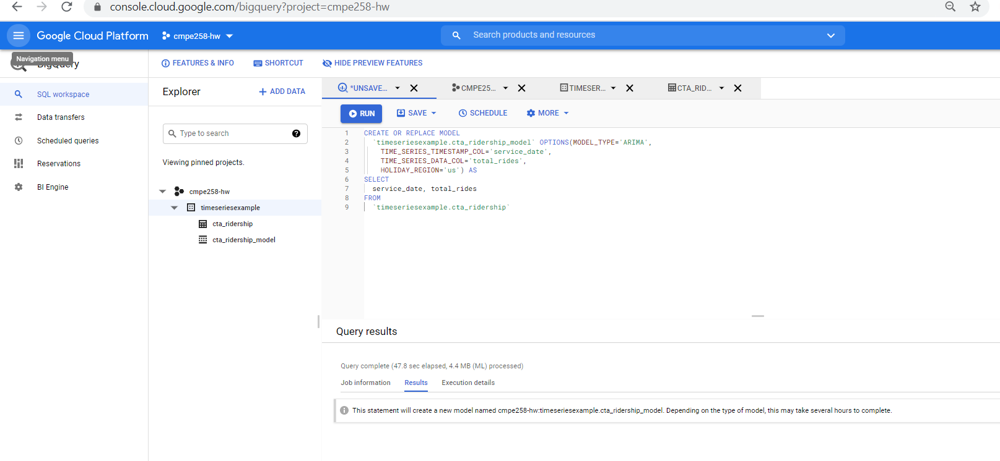 console.cloud.google.com/bigquery?project=cmpe258-hw
Google Cloud Platform
cmpe258-hw
Search products and resources
Navigation menu
BigQuery
FEATURES & INFO
SHORTCUT
HIDE PREVIEW FEATURES
SQL workspace
Data transfers
Scheduled queries
Reservations
BI Engine
Explorer
ADD DATA
Type to search
Viewing pinned projects.
cmpe258-hw
timeseriesexample
cta_ridership
cta_ridership_model
*UNSAVE...
CMPE25...
TIMESER...
CTA_RID...
RUN
SAVE
SCHEDULE
MORE
1 CREATE OR REPLACE MODEL
2 `timeseriesexample.cta_ridership_model` OPTIONS(MODEL_TYPE='ARIMA',
3 TIME_SERIES_TIMESTAMP_COL='service_date',
4 TIME_SERIES_DATA_COL='total_rides',
5 HOLIDAY_REGION='us') AS
6 SELECT
7 service_date, total_rides
8 FROM
9 `timeseriesexample.cta_ridership`
Query results
Query complete (47.8 sec elapsed, 4.4 MB (ML) processed)
Job information
Results
Execution details
This statement will create a new model named cmpe258-hw:timeseriesexample.cta_ridership_model. Depending on the type of model, this may take several hours to complete.